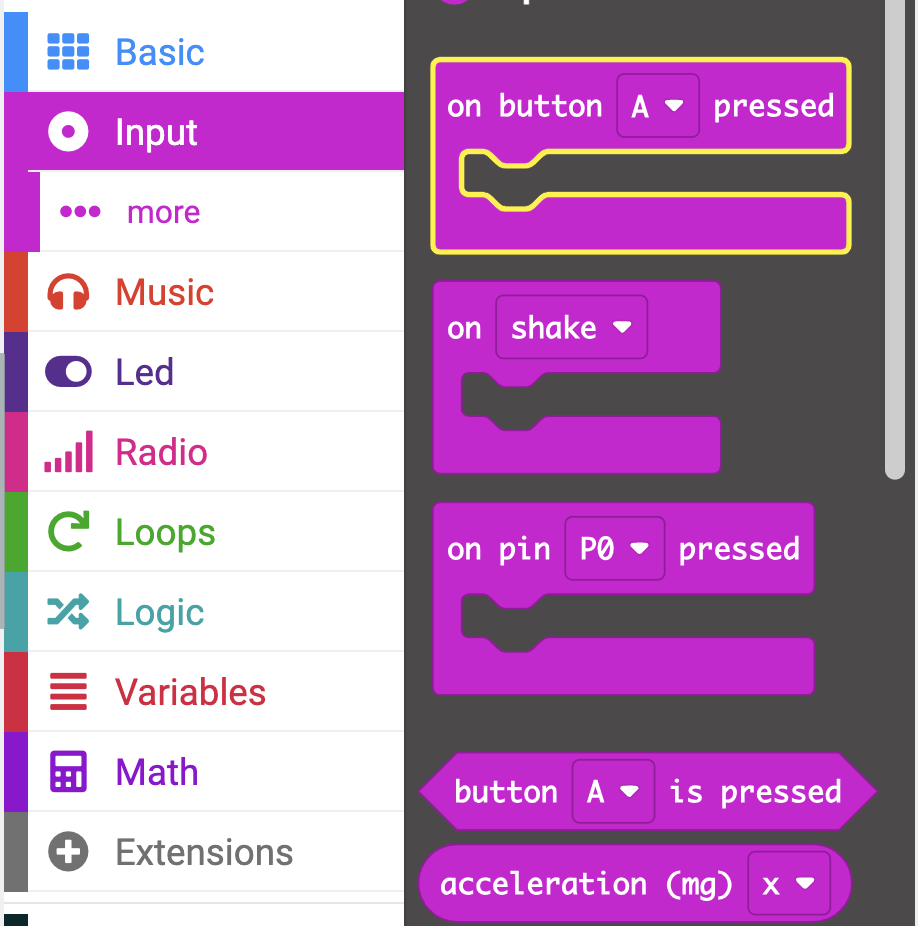 Basic
Input
more
Music
Led
Radio
Loops
Logic
Variables
Math
Extensions
on button A pressed
on shake
on pin P0 pressed
button A is pressed
acceleration (mg) x